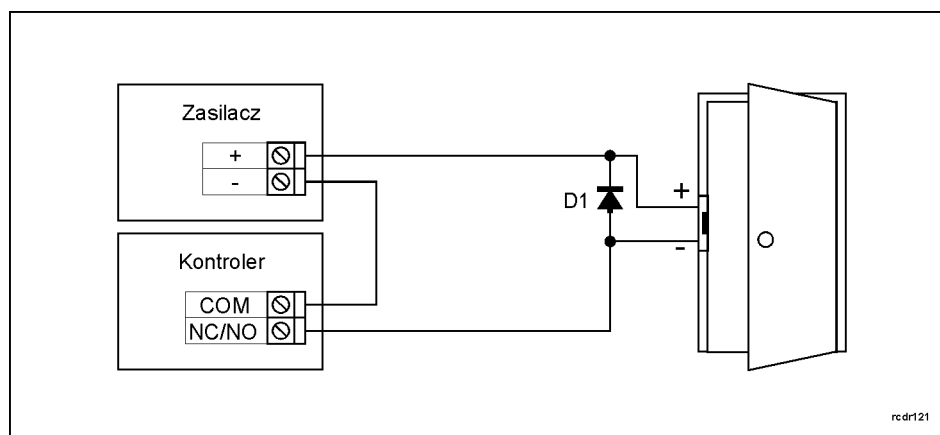 Zasilacz
+
-
Kontroler
COM
NC/NO
D1
+
-
rcdr121